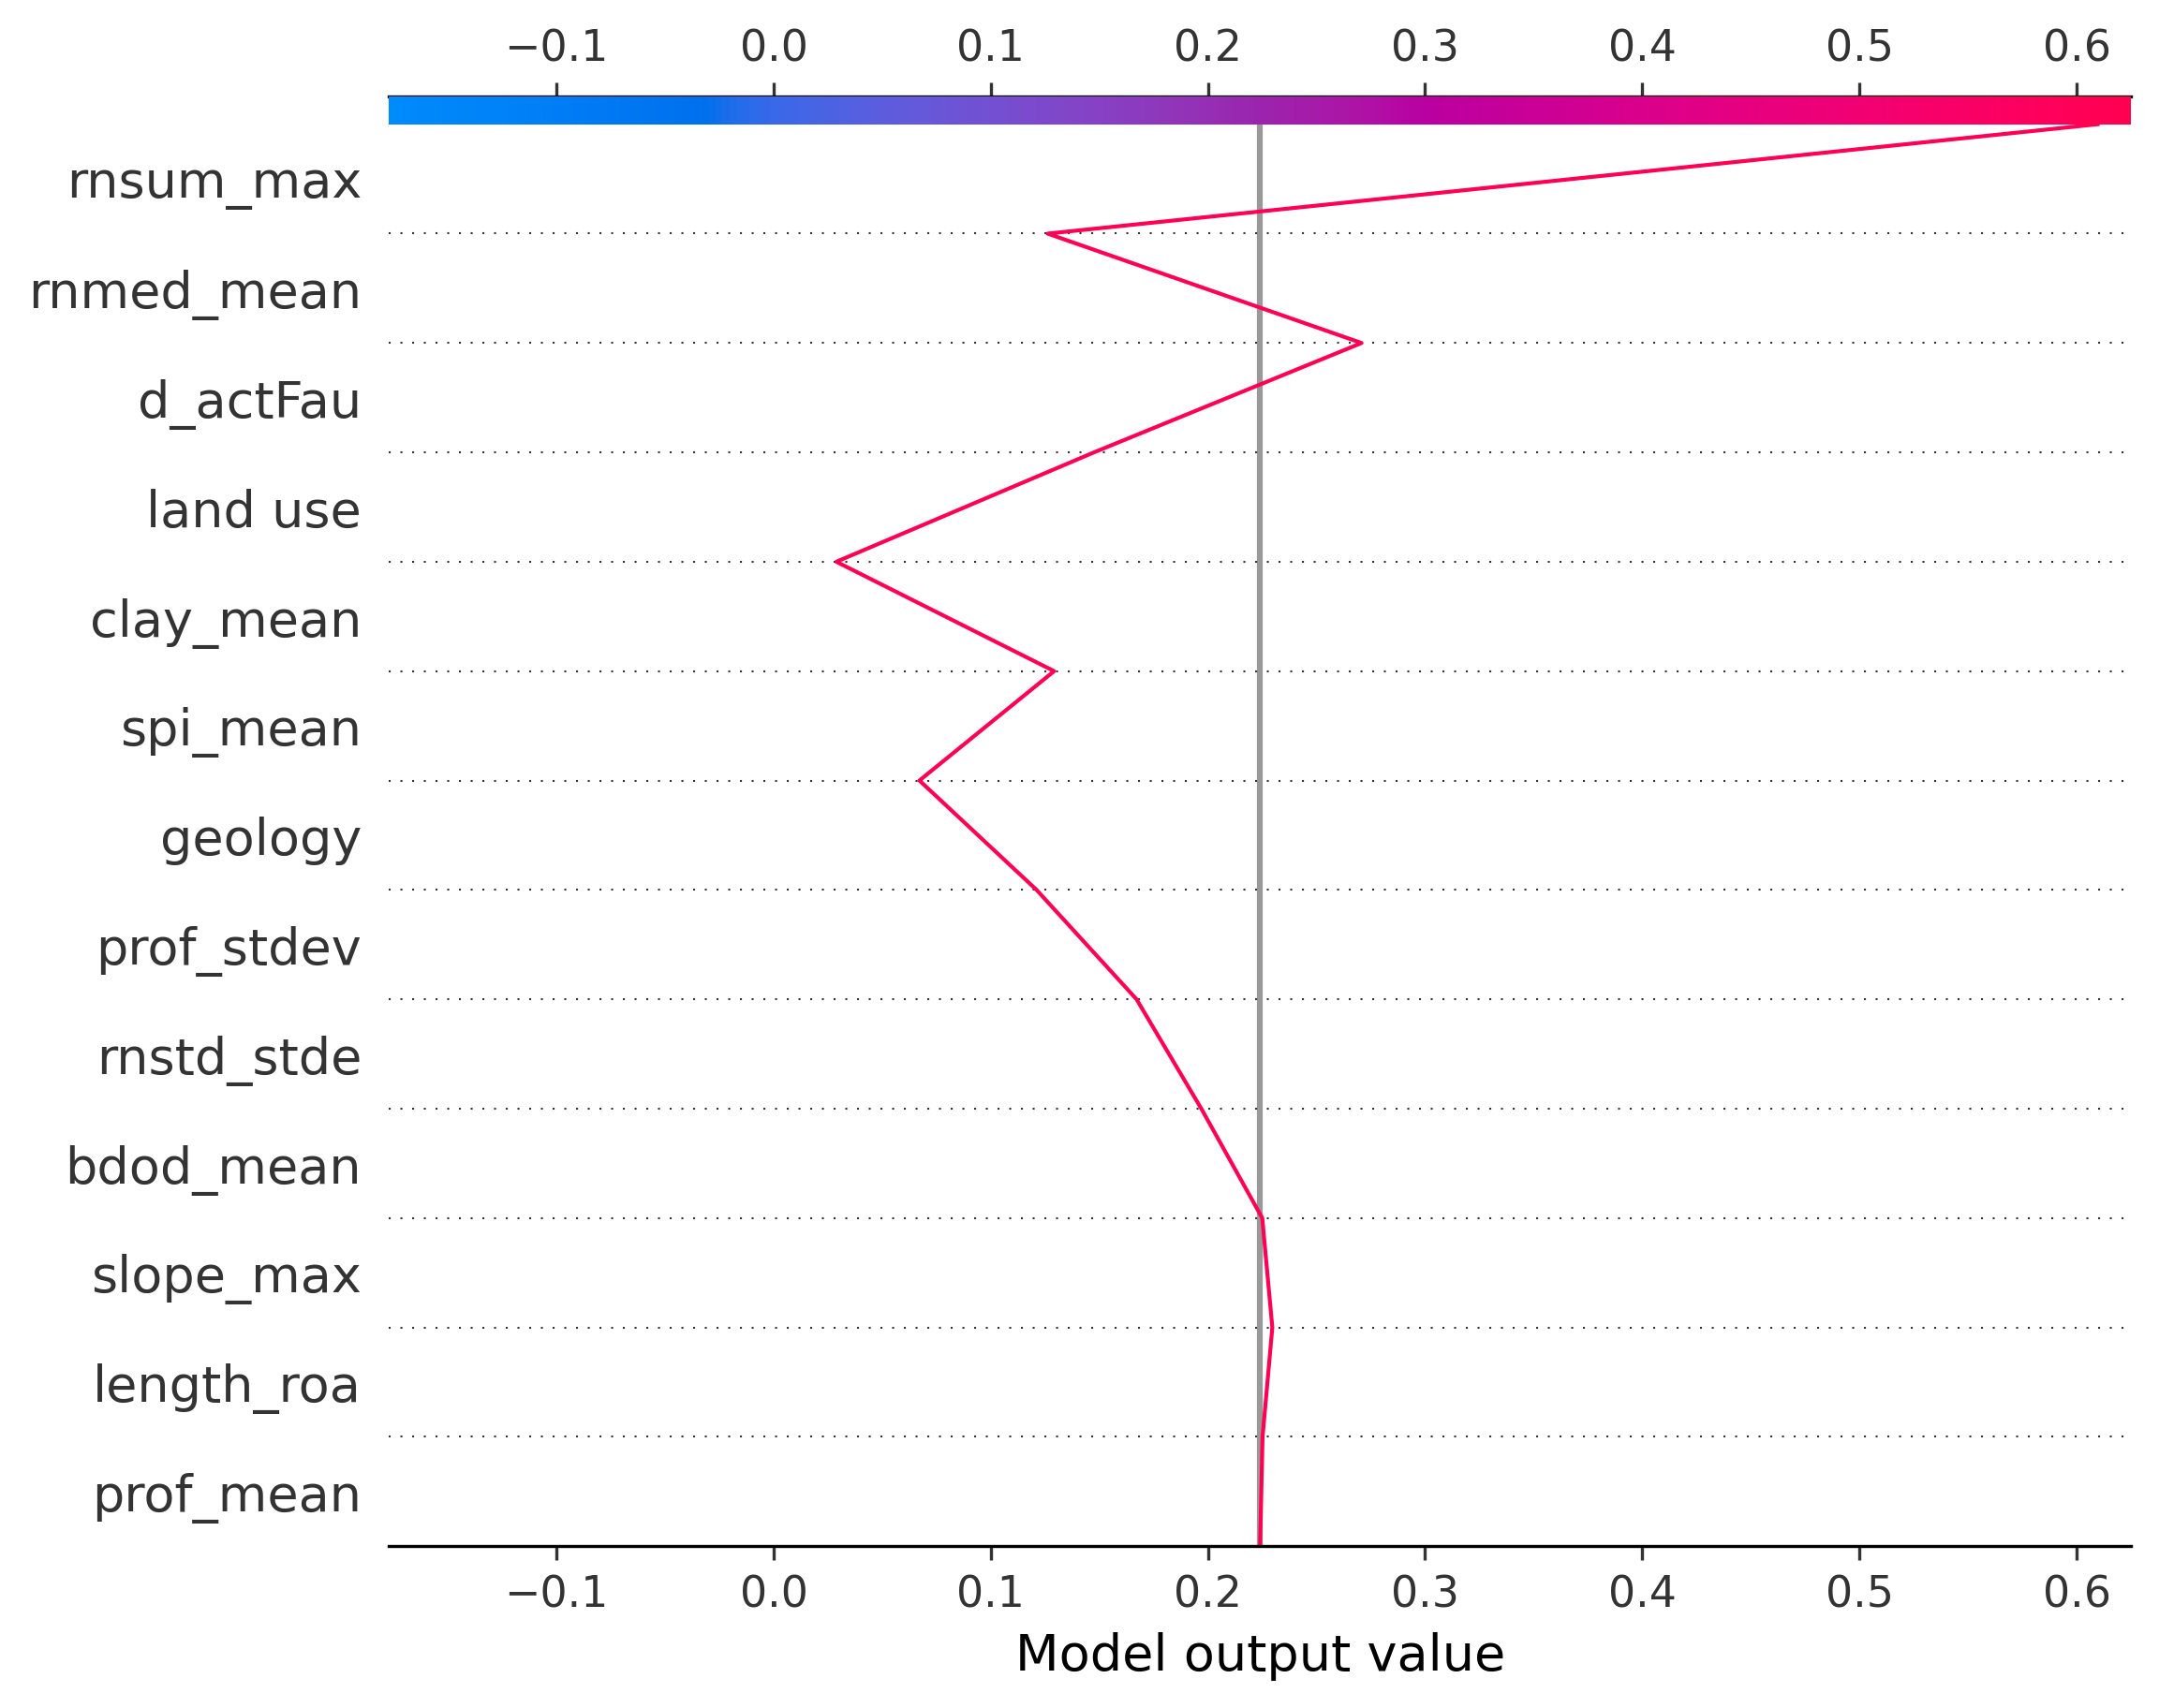 −0.1 0.0 0.1 0.2 0.3 0.4 0.5 0.6
rnsum_max
rnmed_mean
d_actFau
land use
clay_mean
spi_mean
geology
prof_stdev
rnstd_stde
bdod_mean
slope_max
length_roa
prof_mean
−0.1 0.0 0.1 0.2 0.3 0.4 0.5 0.6
Model output value